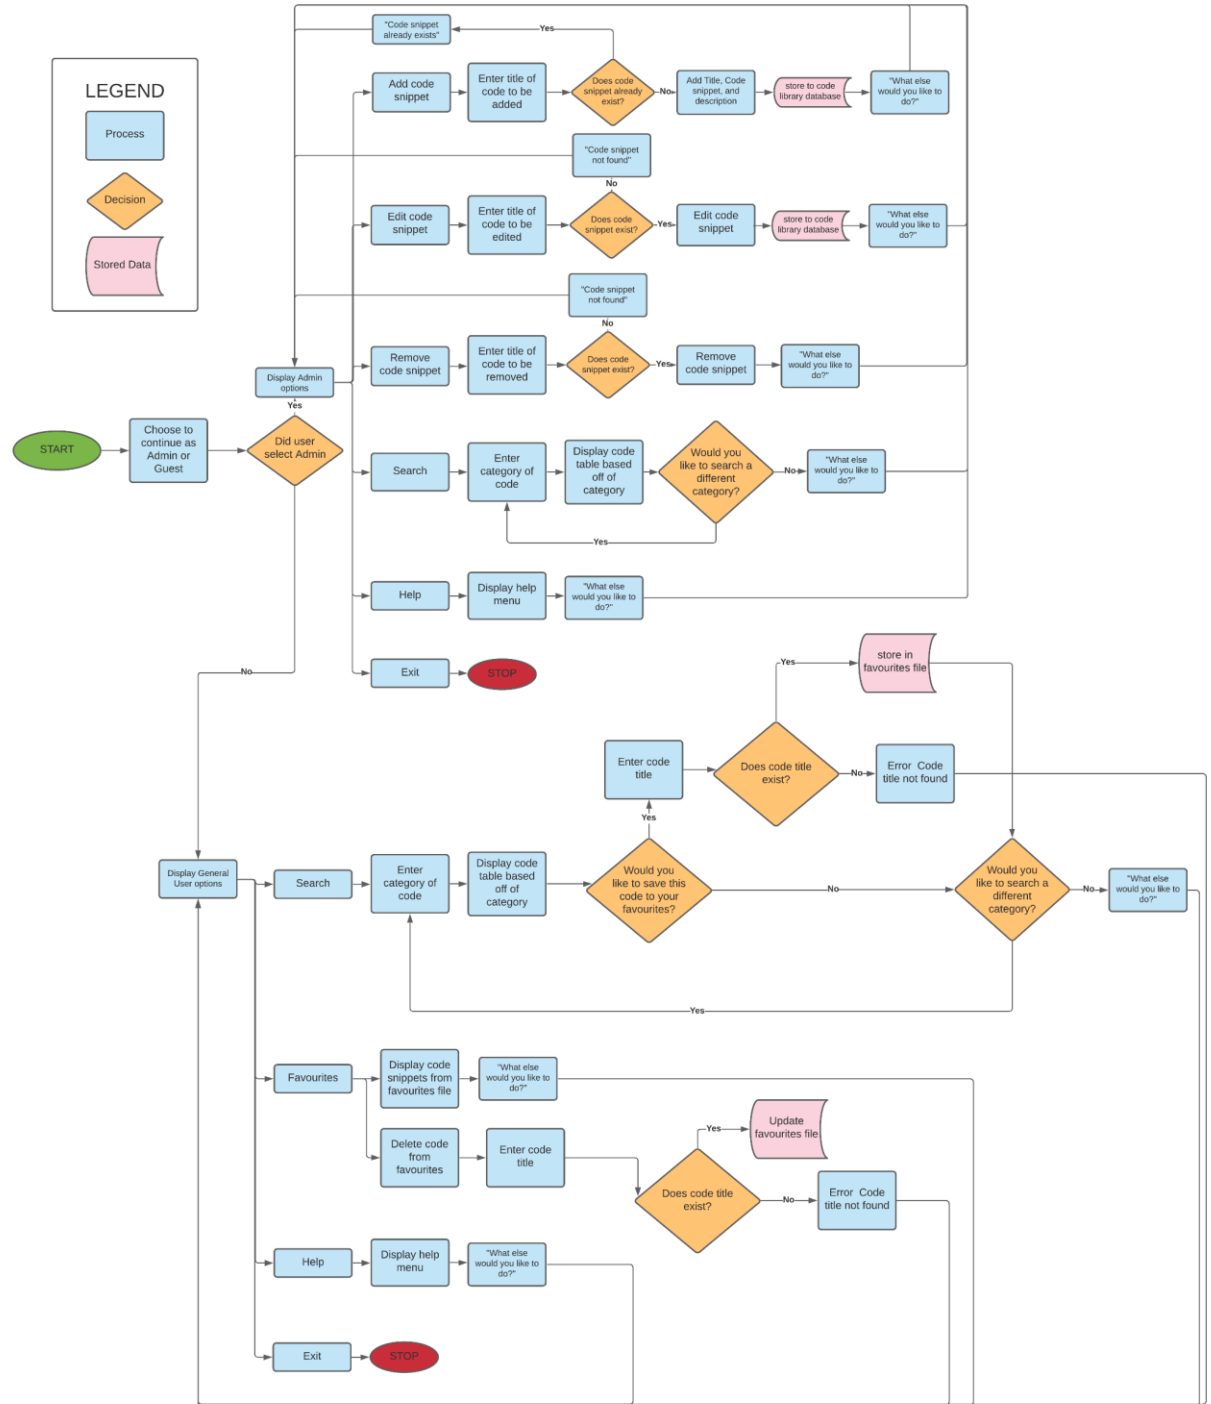 LEGEND
Process
Decision
Stored Data
"Code snippet
already exists"
Yes
Add code
snippet
Enter title of
code to be
added
Does code
snippet already
exist?
No
Add Title, Code
snippet, and
description
store to code
library database
"What else
would you like to
do?"
"Code snippet
not found"
No
Edit code
snippet
Enter title of
code to be
edited
Does code
snippet exist?
Yes
Edit code
snippet
store to code
library database
"What else
would you like to
do?"
"Code snippet
not found"
No
Remove
code snippet
Enter title of
code to be
removed
Does code
snippet exist?
Yes
Remove
code snippet
"What else
would you like to
do?"
Display Admin
options
Yes
START
Choose to
continue as
Admin or
Guest
Did user
select Admin
Search
Enter
category of
code
Display code
table based
off of
category
Would you
like to search a
different
category?
No
"What else
would you like to
do?"
Yes
Help
Display help
menu
"What else
would you like to
do?"
No
Exit
STOP
Yes
store in
favourites file
Enter code
title
Does code title
exist?
No
Error Code
title not found
Yes
Display General
User options
Search
Enter
category of
code
Display code
table based
off of
category
Would you
like to save this
code to your
favourites?
No
Would you
like to search a
different
category?
No
"What else
would you like to
do?"
Yes
Favourites
Display code
snippets from
favourites file
"What else
would you like to
do?"
Delete code
from
favourites
Enter code
title
Yes
Update
favourites file
Does code title
exist?
No
Error Code
title not found
Help
Display help
menu
"What else
would you like to
do?"
Exit
STOP